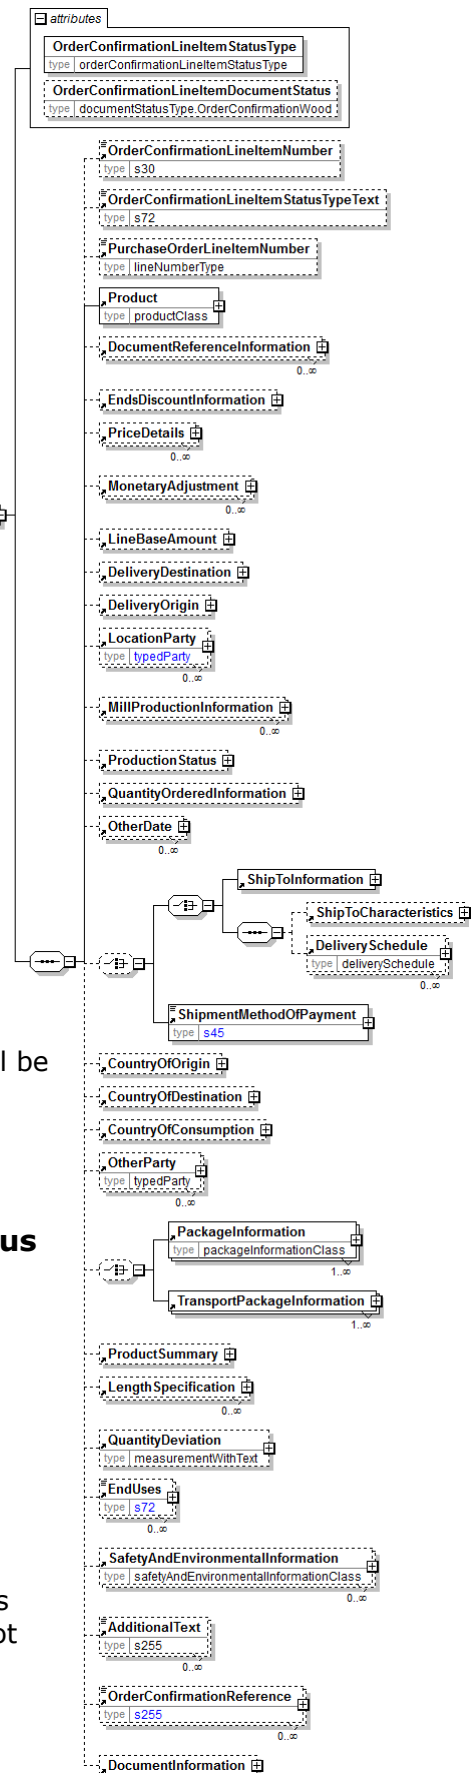 attributes
OrderConfirmationLineItemStatusType
type orderConfirmationLineItemStatusType
OrderConfirmationLineItemDocumentStatus
type documentStatusType.OrderConfirmationWood
OrderConfirmationLineItemNumber
type s30
OrderConfirmationLineItemStatusTypeText
type s72
PurchaseOrderLineItemNumber
type lineNumberType
Product
type productClass
DocumentReferenceInformation
0..∞
EndsDiscountInformation
PriceDetails
0..∞
MonetaryAdjustment
0..∞
LineBaseAmount
DeliveryDestination
DeliveryOrigin
LocationParty
type typedParty
0..∞
MillProductionInformation
0..∞
ProductionStatus
QuantityOrderedInformation
OtherDate
0..∞
ShipToInformation
ShipToCharacteristics
DeliverySchedule
type deliverySchedule
0..∞
ShipmentMethodOfPayment
type s45
l be
CountryOfOrigin
CountryOfDestination
CountryOfConsumption
OtherParty
type typedParty
0..∞
us
PackageInformation
type packageInformationClass
1..∞
TransportPackageInformation
1..∞
ProductSummary
LengthSpecification
0..∞
QuantityDeviation
type measurementWithText
EndUses
type s72
0..∞
SafetyAndEnvironmentalInformation
type safetyAndEnvironmentalInformationClass
0..∞
s
AdditionalText
ot
type s255
0..∞
OrderConfirmationReference
type s255
0..∞
DocumentInformation